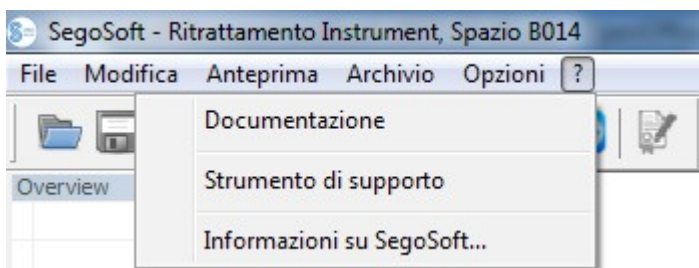 SegoSoft - Ritrattamento Instrument, Spazio B014
File Modifica Anteprima Archivio Opzioni ?
Documentazione
Overview
Strumento di supporto
Informazioni su SegoSoft...